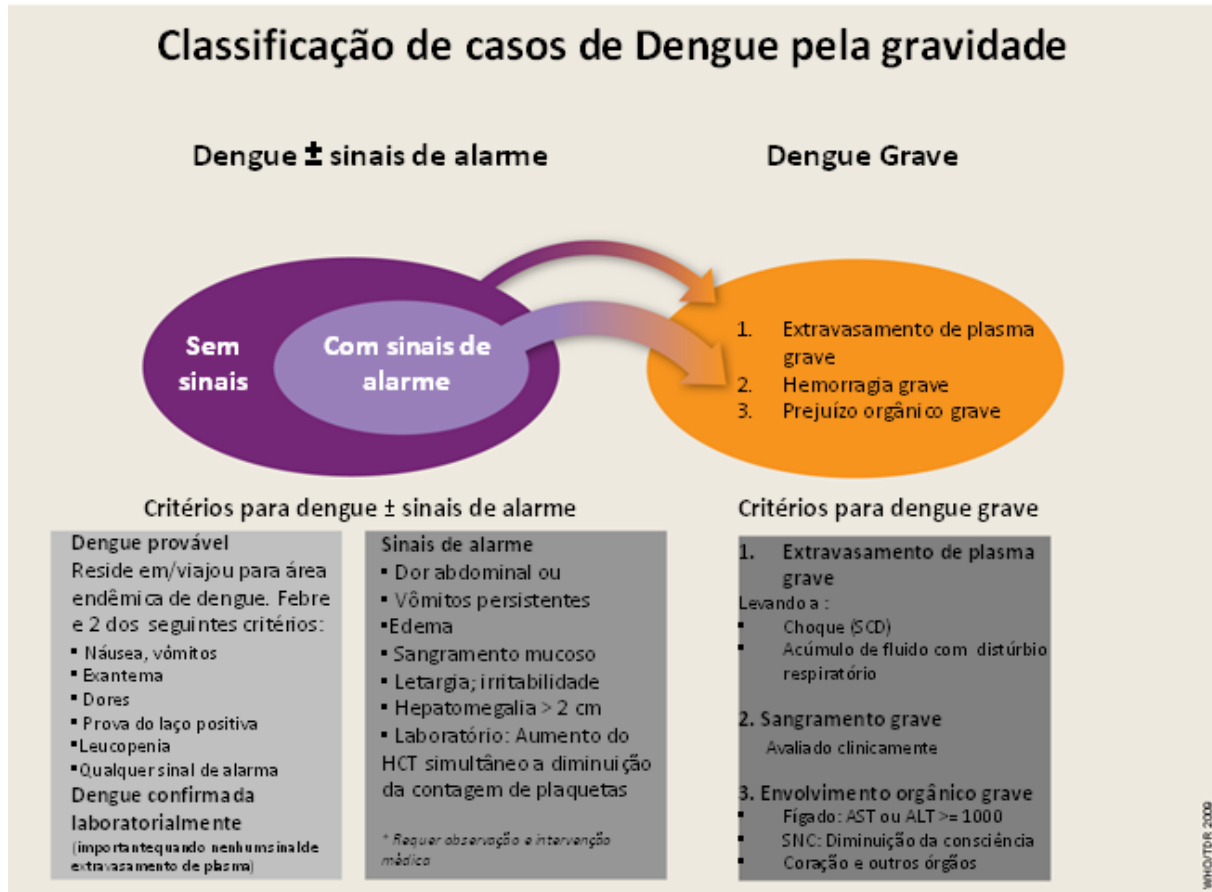 Classificação de casos de Dengue pela gravidade
Dengue ± sinais de alarme
Dengue Grave
Sem
sinais
Com sinais de
alarme
1. Extravasamento de plasma
grave
2. Hemorragia grave
3. Prejuízo orgânico grave
Critérios para dengue ± sinais de alarme
Dengue provável
Reside em/viajou para área
endêmica de dengue. Febre
e 2 dos seguintes critérios:
▪ Náusea, vômitos
▪ Exantema
▪ Dores
▪ Prova do laço positiva
▪Leucopenia
▪Qualquer sinal de alarma
Dengue confirmada
laboratorialmente
(importantequando nenhumsinalde
extravasamento de plasma)
Sinais de alarme
▪ Dor abdominal ou
▪ Vômitos persistentes
▪Edema
▪ Sangramento mucoso
▪ Letargia; irritabilidade
▪ Hepatomegalia > 2 cm
▪ Laboratório: Aumento do
HCT simultâneo a diminuição
da contagem de plaquetas
* Requer observação e intervenção
médica
Critérios para dengue grave
1. Extravasamento de plasma
grave
Levando a :
▪ Choque (SCD)
▪ Acúmulo de fluido com distúrbio
respiratório
2. Sangramento grave
Avaliado clinicamente
3. Envolvimento orgânico grave
▪ Fígado: AST ou ALT >= 1000
▪ SNC: Diminuição da consciência
▪ Coração e outros órgãos
WHO/TDR 2009